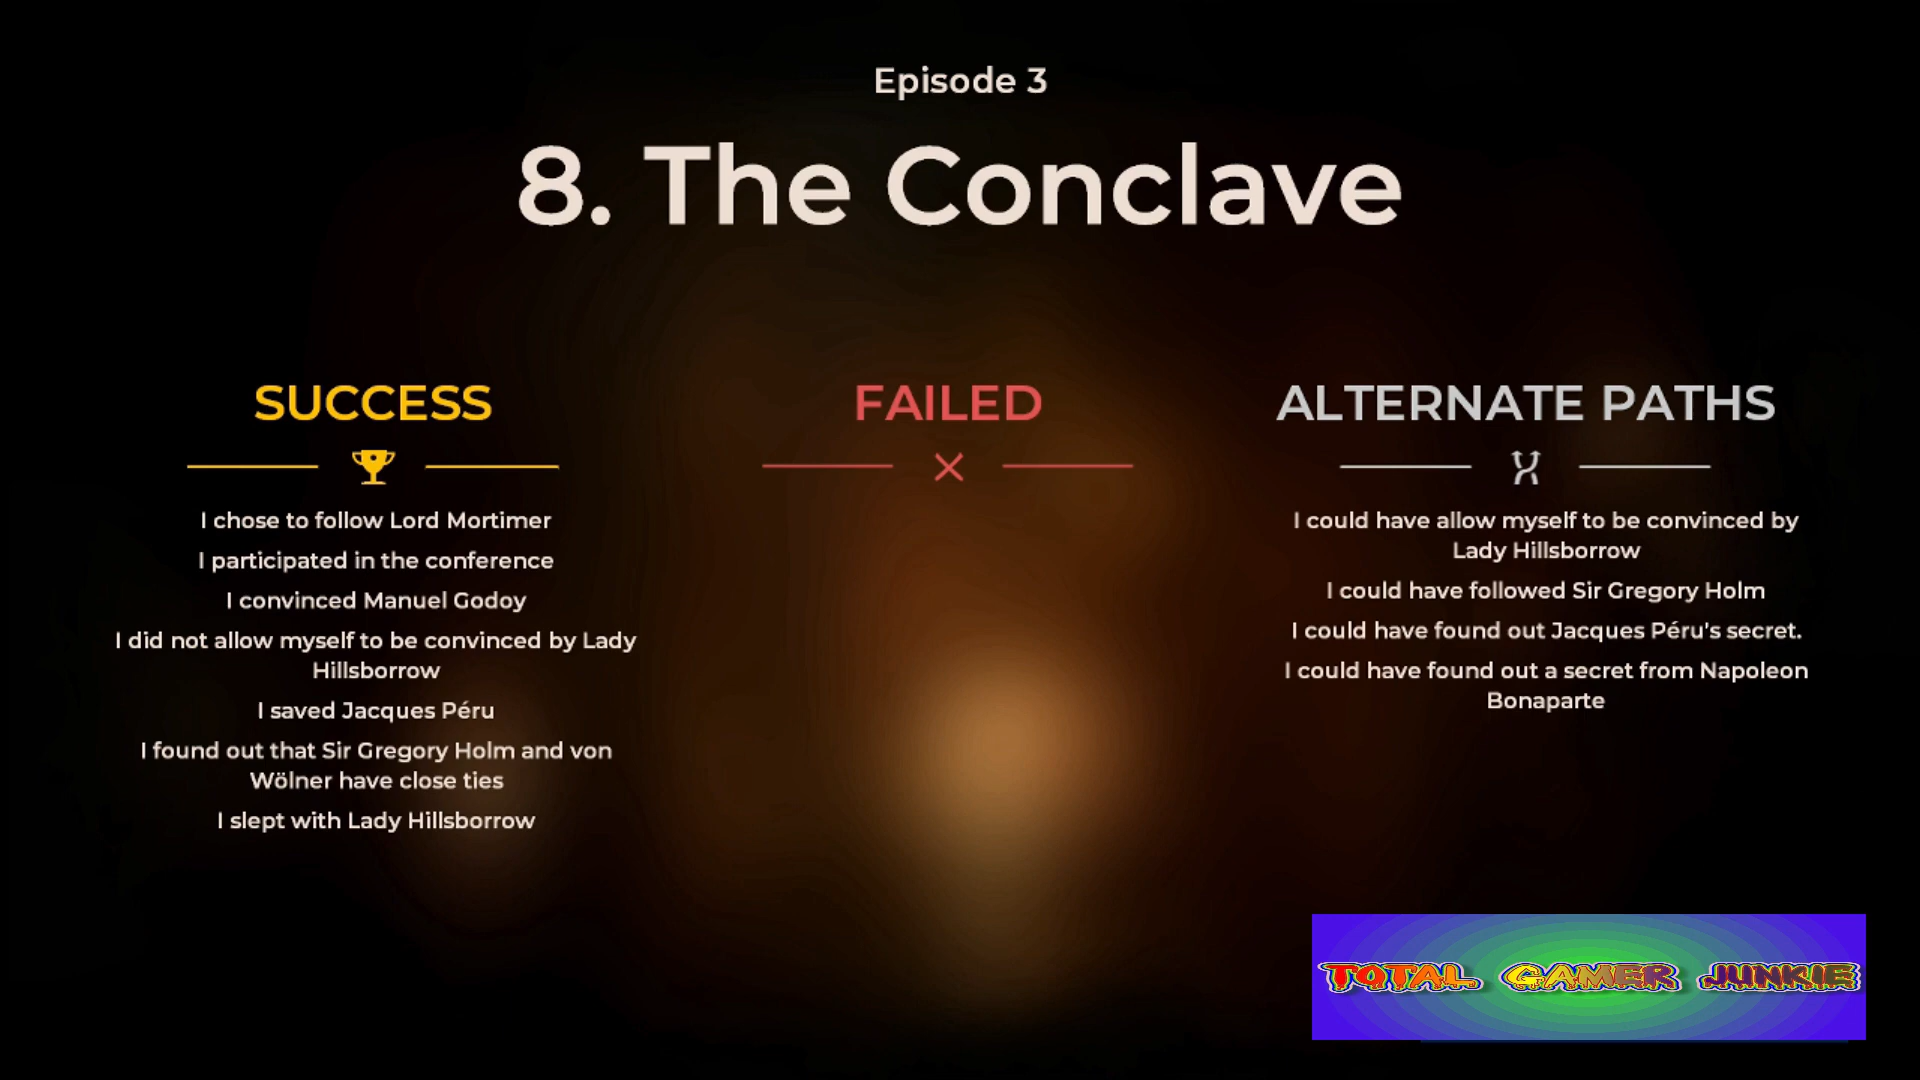 Episode 3
8. The Conclave
SUCCESS
I chose to follow Lord Mortimer
I participated in the conference
I convinced Manuel Godoy
I did not allow myself to be convinced by Lady
Hillsborrow
I saved Jacques Péru
I found out that Sir Gregory Holm and von
Wölner have close ties
I slept with Lady Hillsborrow
FAILED
ALTERNATE PATHS
I could have allow myself to be convinced by
Lady Hillsborrow
I could have followed Sir Gregory Holm
I could have found out Jacques Péru's secret.
I could have found out a secret from Napoleon
Bonaparte
TOTAL GAMER JUNKIE